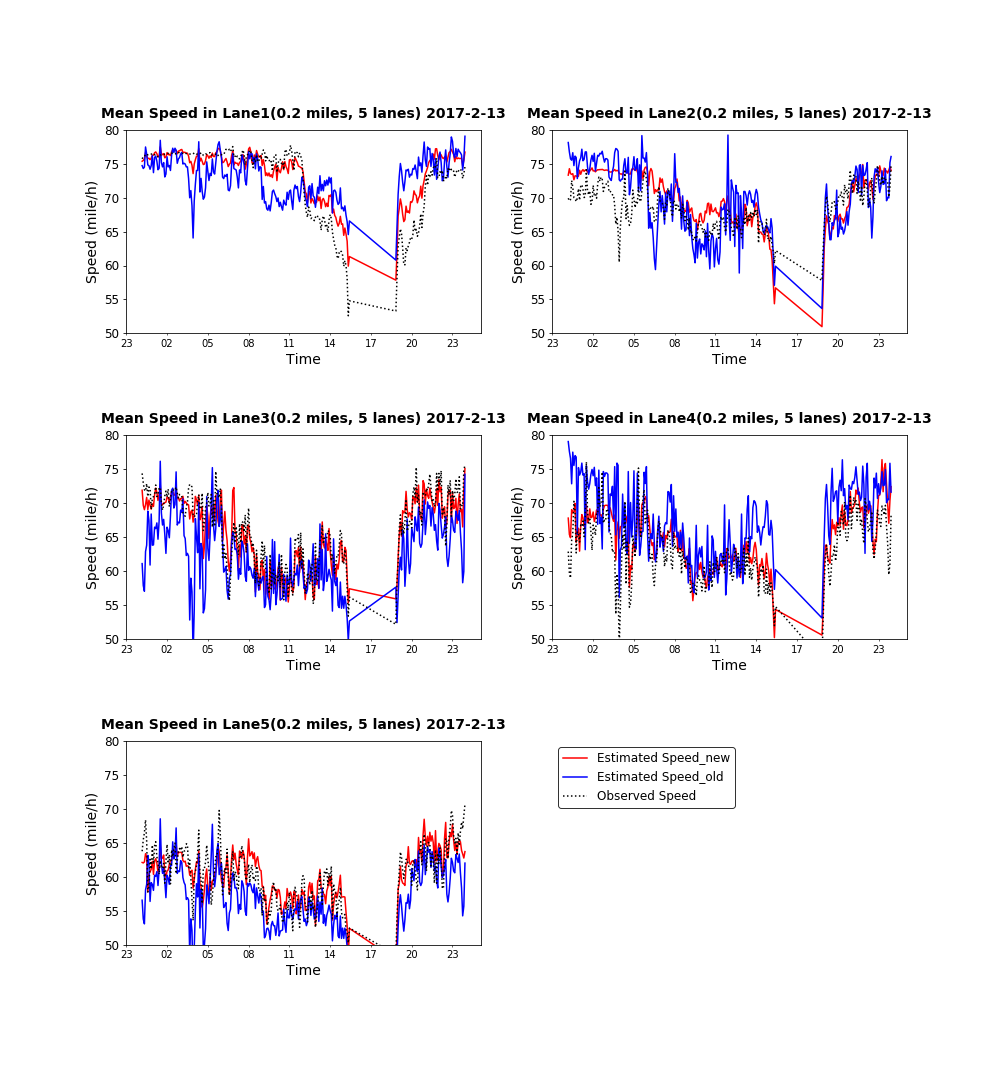 Mean Speed in Lane1(0.2 miles, 5 lanes) 2017-2-13
80
75
70
65
60
55
50
Speed (mile/h)
23 02 05 08 11 14 17 20 23
Time
Mean Speed in Lane2(0.2 miles, 5 lanes) 2017-2-13
80
75
70
65
60
55
50
Speed (mile/h)
23 02 05 08 11 14 17 20 23
Time
Mean Speed in Lane3(0.2 miles, 5 lanes) 2017-2-13
80
75
70
65
60
55
50
Speed (mile/h)
23 02 05 08 11 14 17 20 23
Time
Mean Speed in Lane4(0.2 miles, 5 lanes) 2017-2-13
80
75
70
65
60
55
50
Speed (mile/h)
23 02 05 08 11 14 17 20 23
Time
Mean Speed in Lane5(0.2 miles, 5 lanes) 2017-2-13
80
75
70
65
60
55
50
Speed (mile/h)
23 02 05 08 11 14 17 20 23
Time
Estimated Speed_new
Estimated Speed_old
Observed Speed